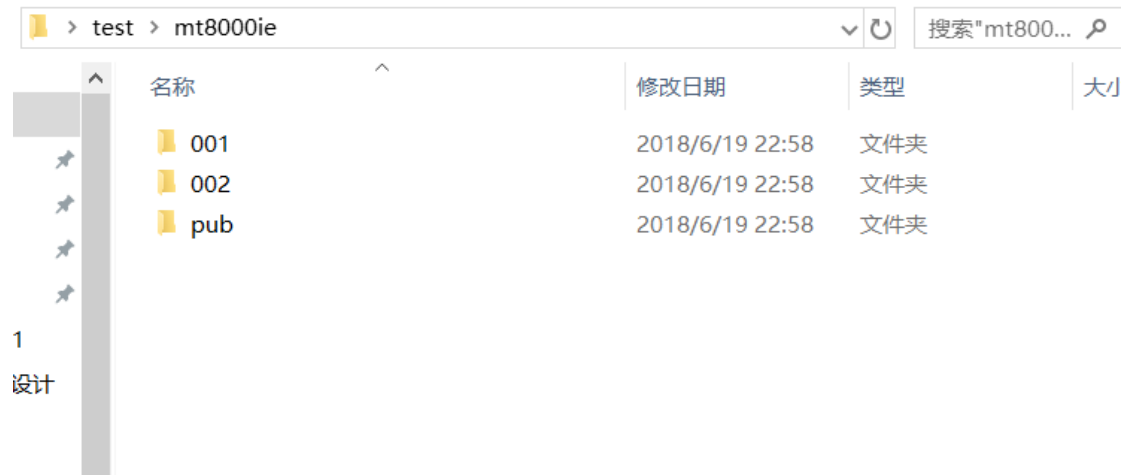 test > mt8000ie
搜索"mt800...
名称 修改日期 类型
001 2018/6/19 22:58 文件夹
002 2018/6/19 22:58 文件夹
pub 2018/6/19 22:58 文件夹
1
设计